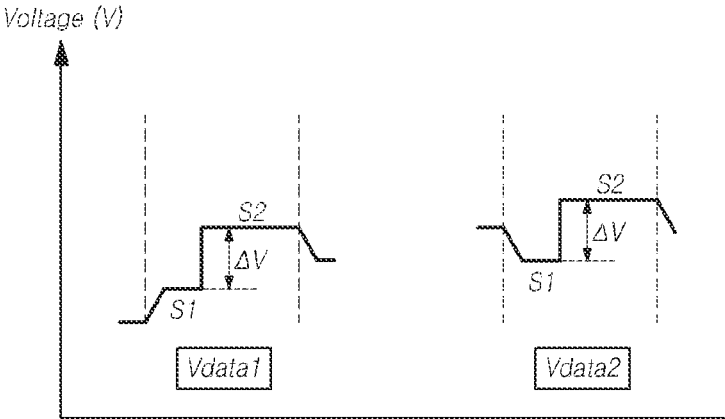 Voltage (V)
S2
ΔV
S1
S2
ΔV
S1
Vdata1
Vdata2